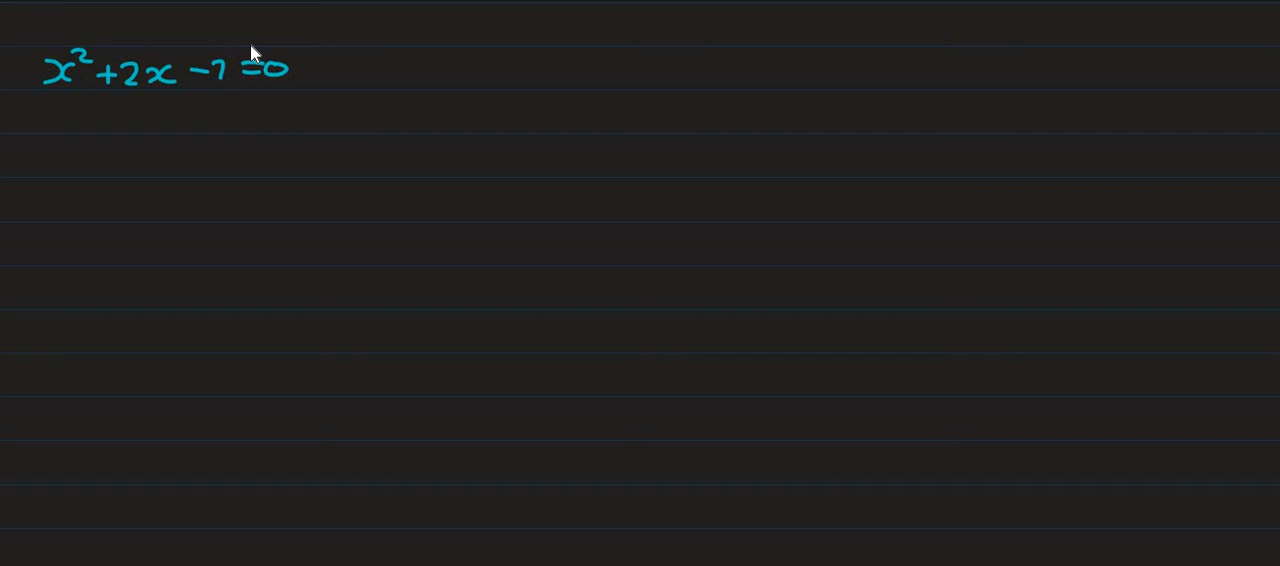 x² + 2x - 7 = 0